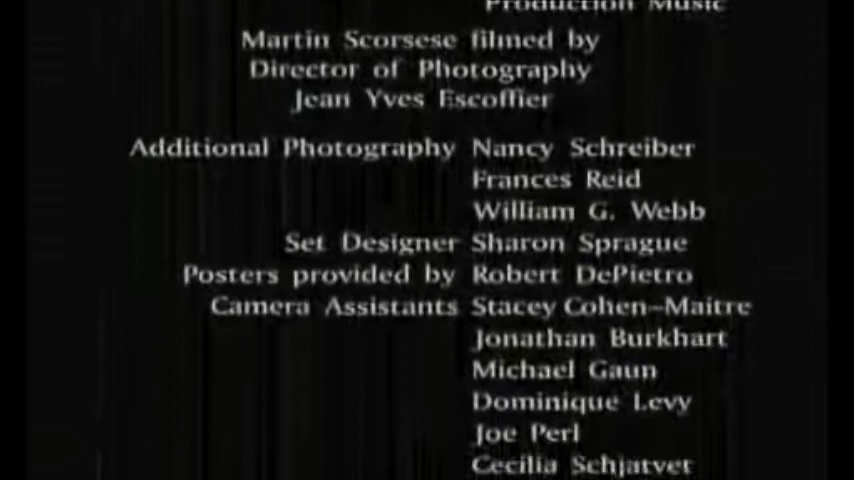 Production Music
Martin Scorsese filmed by
Director of Photography
Jean Yves Escoffier
Additional Photography Nancy Schreiber
Frances Reid
William G. Webb
Set Designer Sharon Sprague
Posters provided by Robert DePietro
Camera Assistants Stacey Cohen-Maitre
Jonathan Burkhart
Michael Gaun
Dominique Levy
Joe Perl
Cecilia Schjatvet